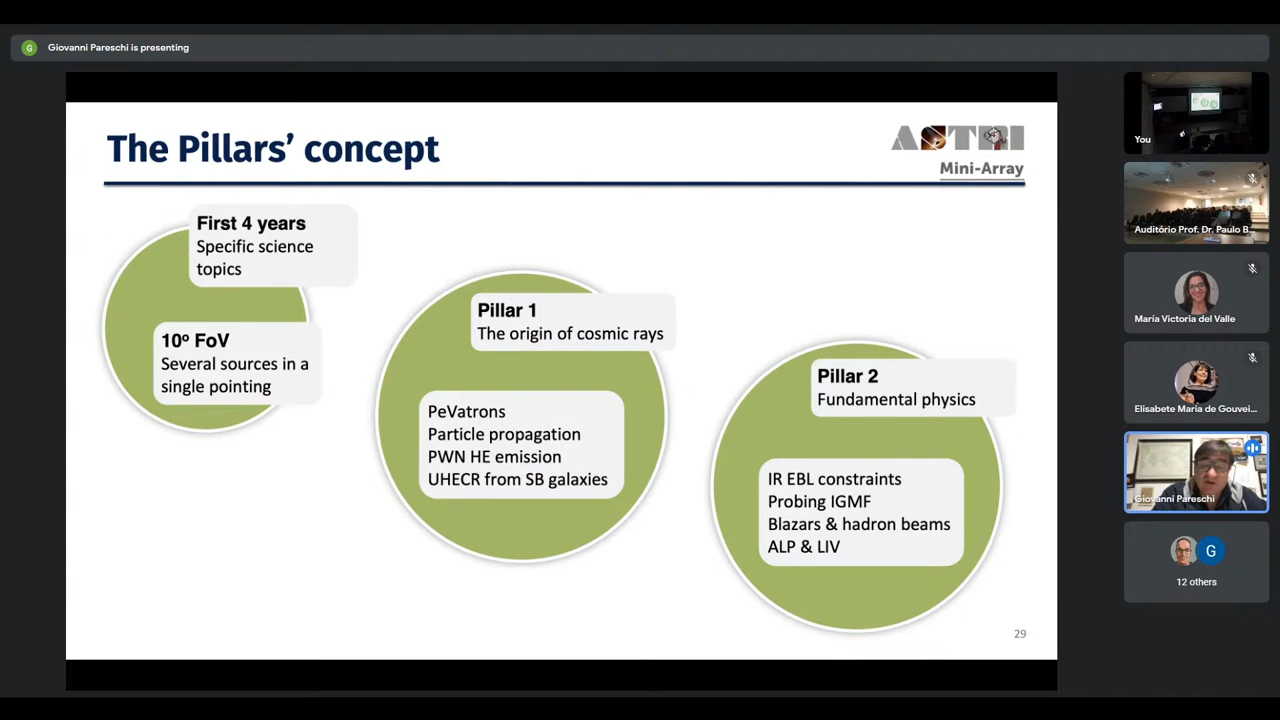 G
Giovanni Pareschi is presenting
The Pillars’ concept
ASTRI
Mini-Array
First 4 years
Specific science
topics
10º FoV
Several sources in a
single pointing
Pillar 1
The origin of cosmic rays
PeVatrons
Particle propagation
PWN HE emission
UHECR from SB galaxies
Pillar 2
Fundamental physics
IR EBL constraints
Probing IGMF
Blazars & hadron beams
ALP & LIV
29
You
Auditório Prof. Dr. Paulo B...
María Victoria del Valle
Elisabete Maria de Gouvei...
Giovanni Pareschi
G
12 others